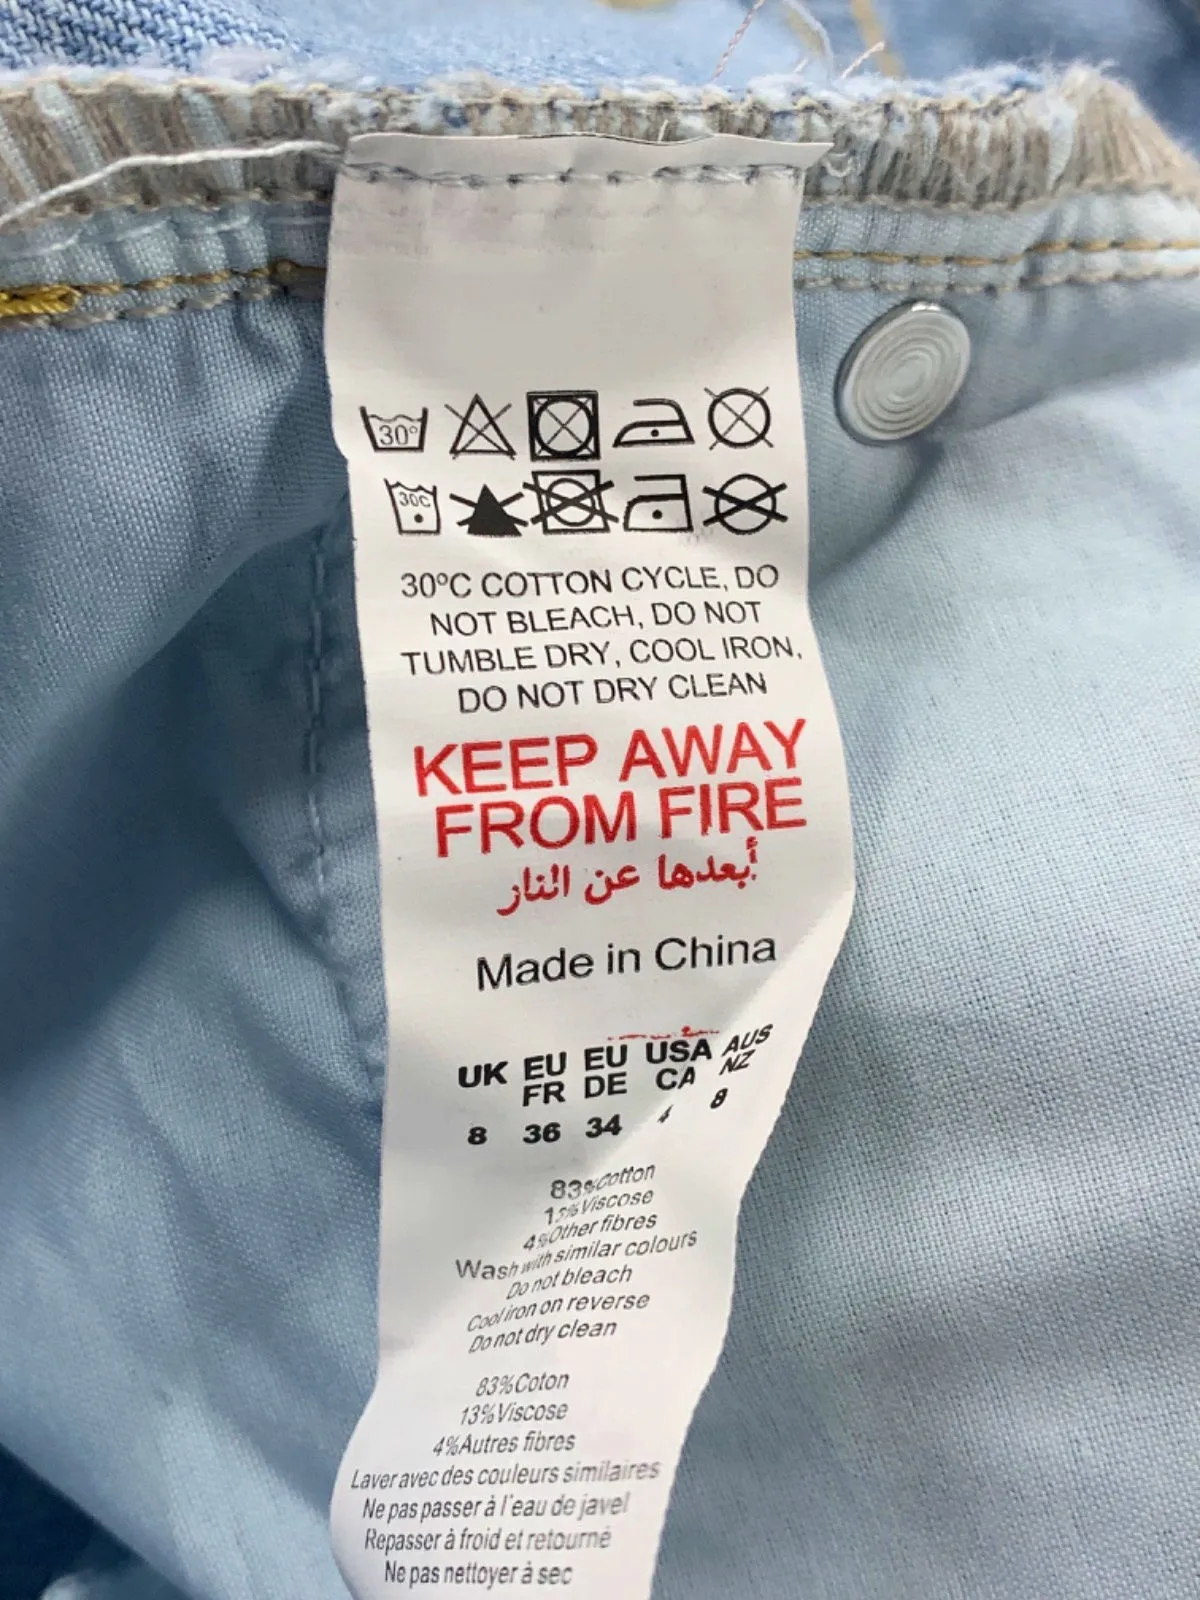 30°
30C
30°C COTTON CYCLE, DO
NOT BLEACH, DO NOT
TUMBLE DRY, COOL IRON,
DO NOT DRY CLEAN
KEEP AWAY
FROM FIRE
أبعدها عن النار
Made in China
UK EU EU USA AUS
FR DE CA NZ
8 36 34 4 8
83%Cotton
13%Viscose
4%Other fibres
Wash with similar colours
Do not bleach
Cool iron on reverse
Do not dry clean
83%Coton
13%Viscose
4%Autres fibres
Laver avec des couleurs similaires
Ne pas passer à l'eau de javel
Repasser à froid et retourné
Ne pas nettoyer à sec